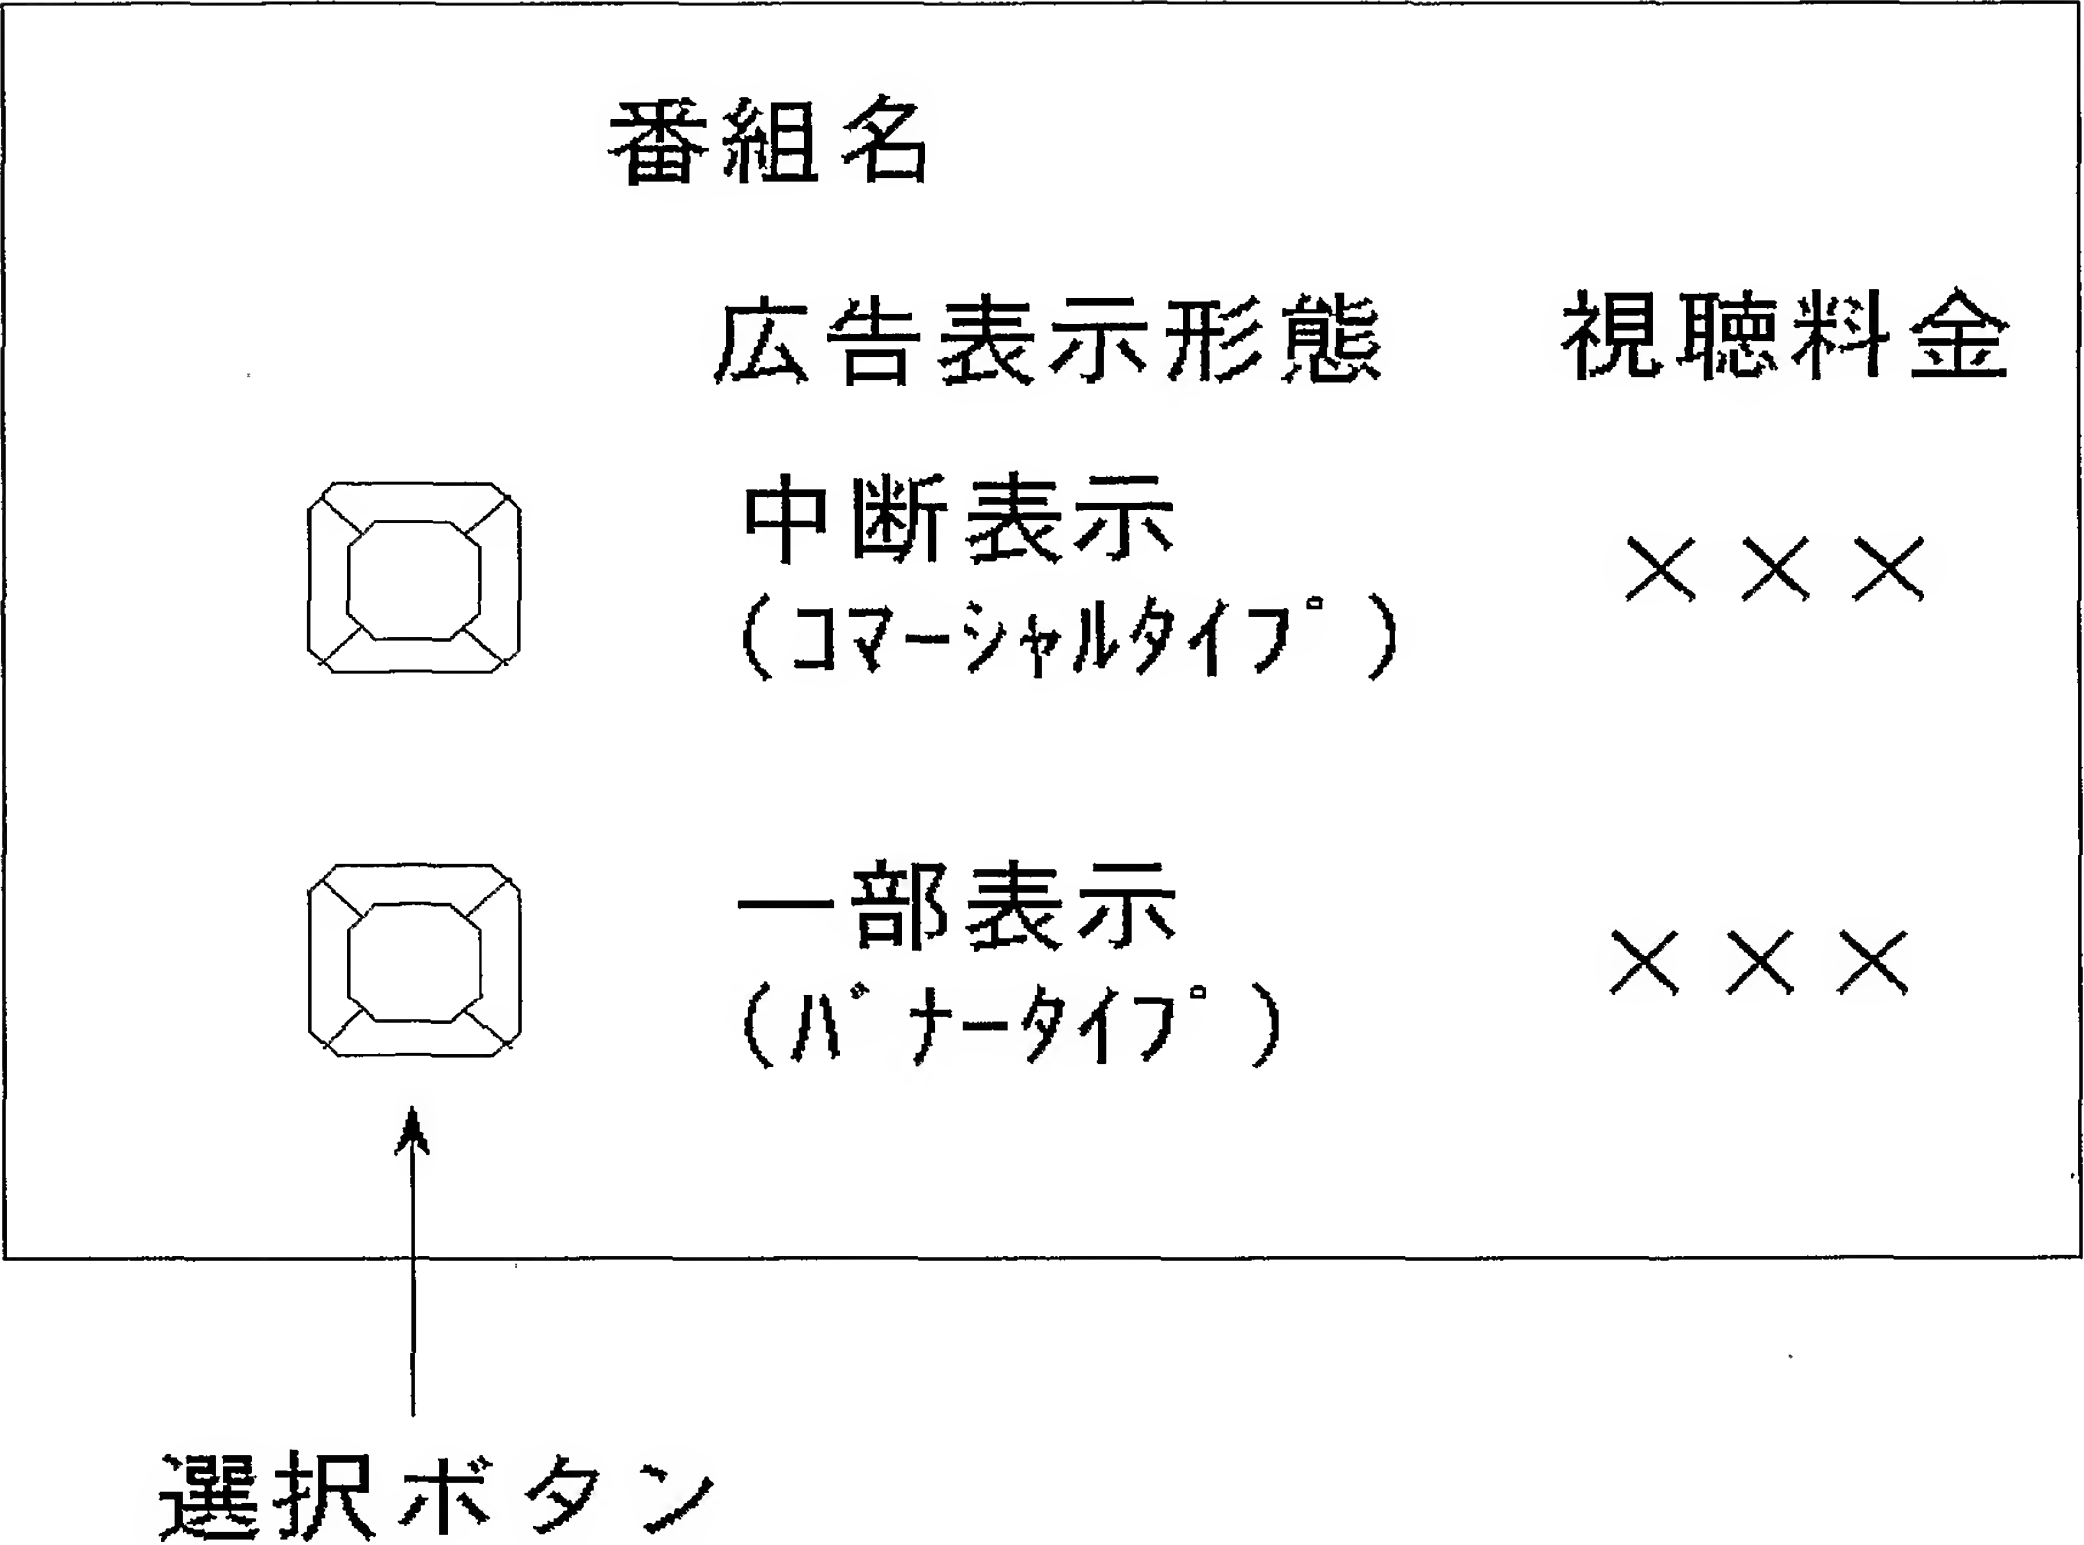 番組名
広告表示形態 視聴料金
中断表示
(ｺﾏｰｼｬﾙﾀｲﾌﾟ) ×××
一部表示
(ﾊﾞﾅｰﾀｲﾌﾟ) ×××
選択ボタン